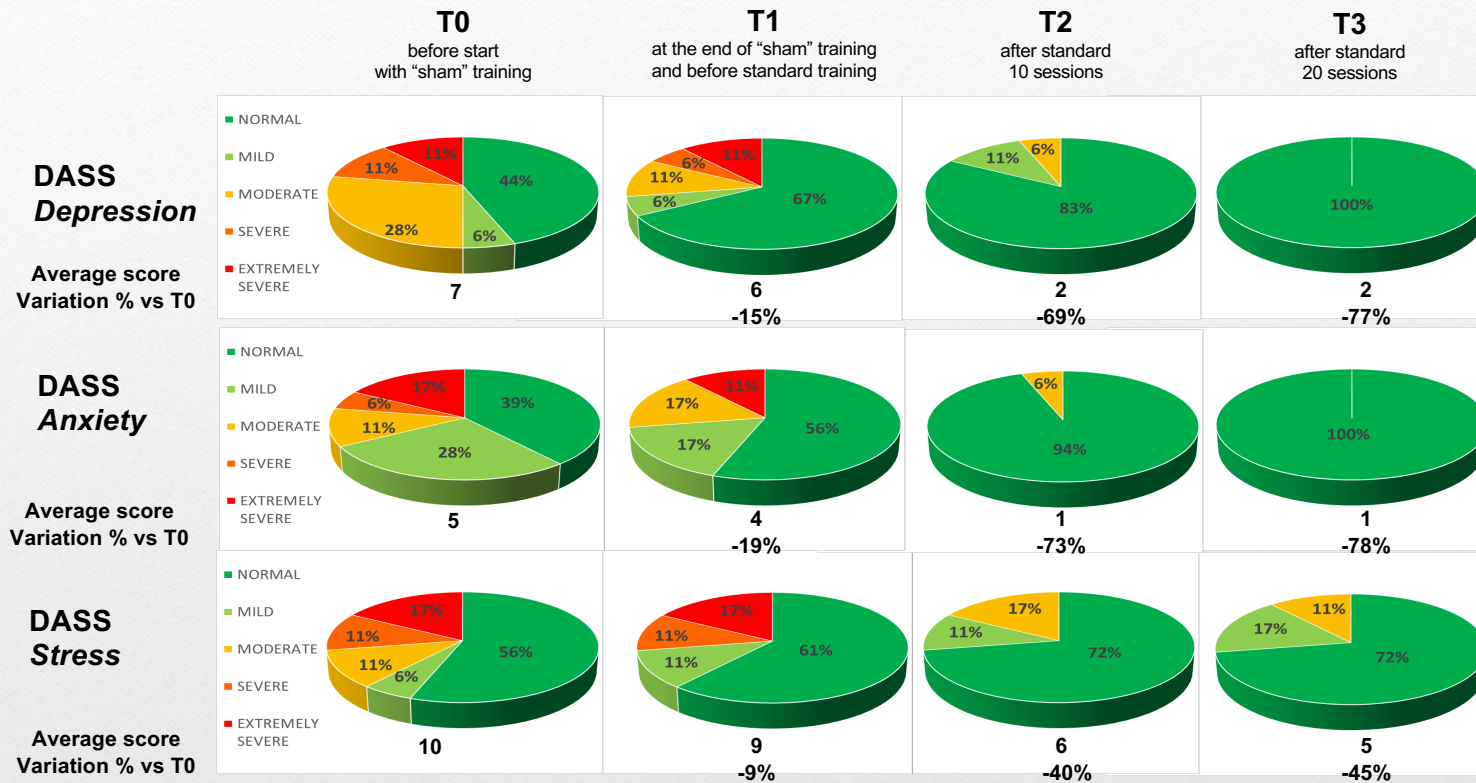 T0
before start
with “sham” training
T1
at the end of “sham” training
and before standard training
T2
after standard
10 sessions
T3
after standard
20 sessions
DASS
Depression
Average score
Variation % vs T0
NORMAL
MILD
MODERATE
SEVERE
EXTREMELY
SEVERE
11%
11%
44%
28%
6%
7
11%
6%
11%
6%
67%
6
-15%
6%
11%
83%
2
-69%
100%
2
-77%
DASS
Anxiety
Average score
Variation % vs T0
NORMAL
MILD
MODERATE
SEVERE
EXTREMELY
SEVERE
17%
6%
39%
11%
28%
5
11%
17%
56%
17%
4
-19%
6%
94%
1
-73%
100%
1
-78%
DASS
Stress
Average score
Variation % vs T0
NORMAL
MILD
MODERATE
SEVERE
EXTREMELY
SEVERE
17%
11%
56%
11%
6%
10
17%
11%
61%
11%
9
-9%
17%
11%
72%
6
-40%
11%
17%
72%
5
-45%